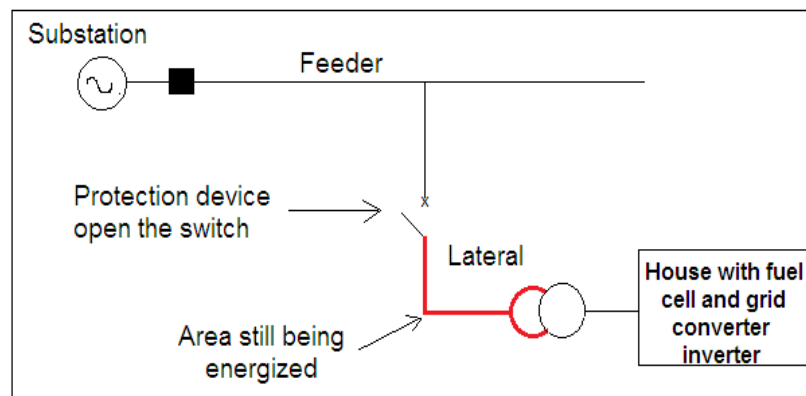 Substation
Feeder
Protection device
open the switch
x
Lateral
House with fuel
cell and grid
converter
inverter
Area still being
energized